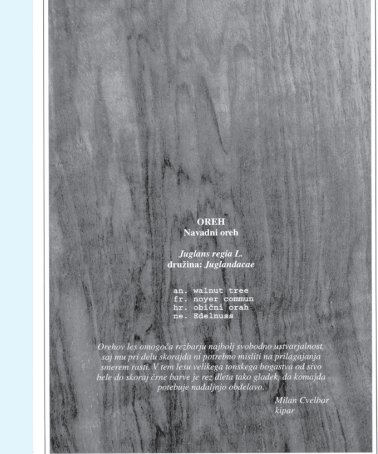 OREH
Navadni oreh
Juglans regia L.
družina: Juglandacae
an. walnut tree
fr. noyer commun
hr. obični orah
ne. Edelnuss
Orehov les omogoča rezbarju najbolj svobodno ustvarjalnost,
saj mu pri delu skorajda ni potrebno misliti na prilagajanja
smerem rasti. V tem lesu velikega tonskega bogastva od sivo
bele do skoraj črne barve je rez dleta tako gladek, da komajda
potebuje nadaljnjo obdelavo.
Milan Cvelbar
kipar